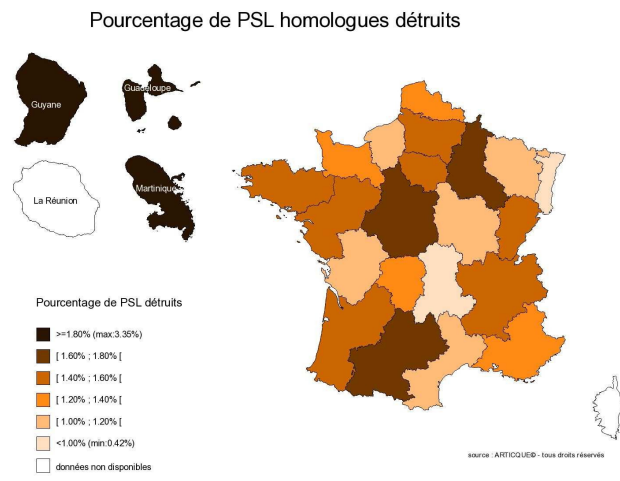 Pourcentage de PSL homologues détruits
Guyane
Guadeloupe
La Réunion
Martinique
Pourcentage de PSL détruits
>=1.80% (max:3.35%)
[ 1.60% ; 1.80% [
[ 1.40% ; 1.60% [
[ 1.20% ; 1.40% [
[ 1.00% ; 1.20% [
<1.00% (min:0.42%)
données non disponibles
source : ARTICQUE© - tous droits réservés